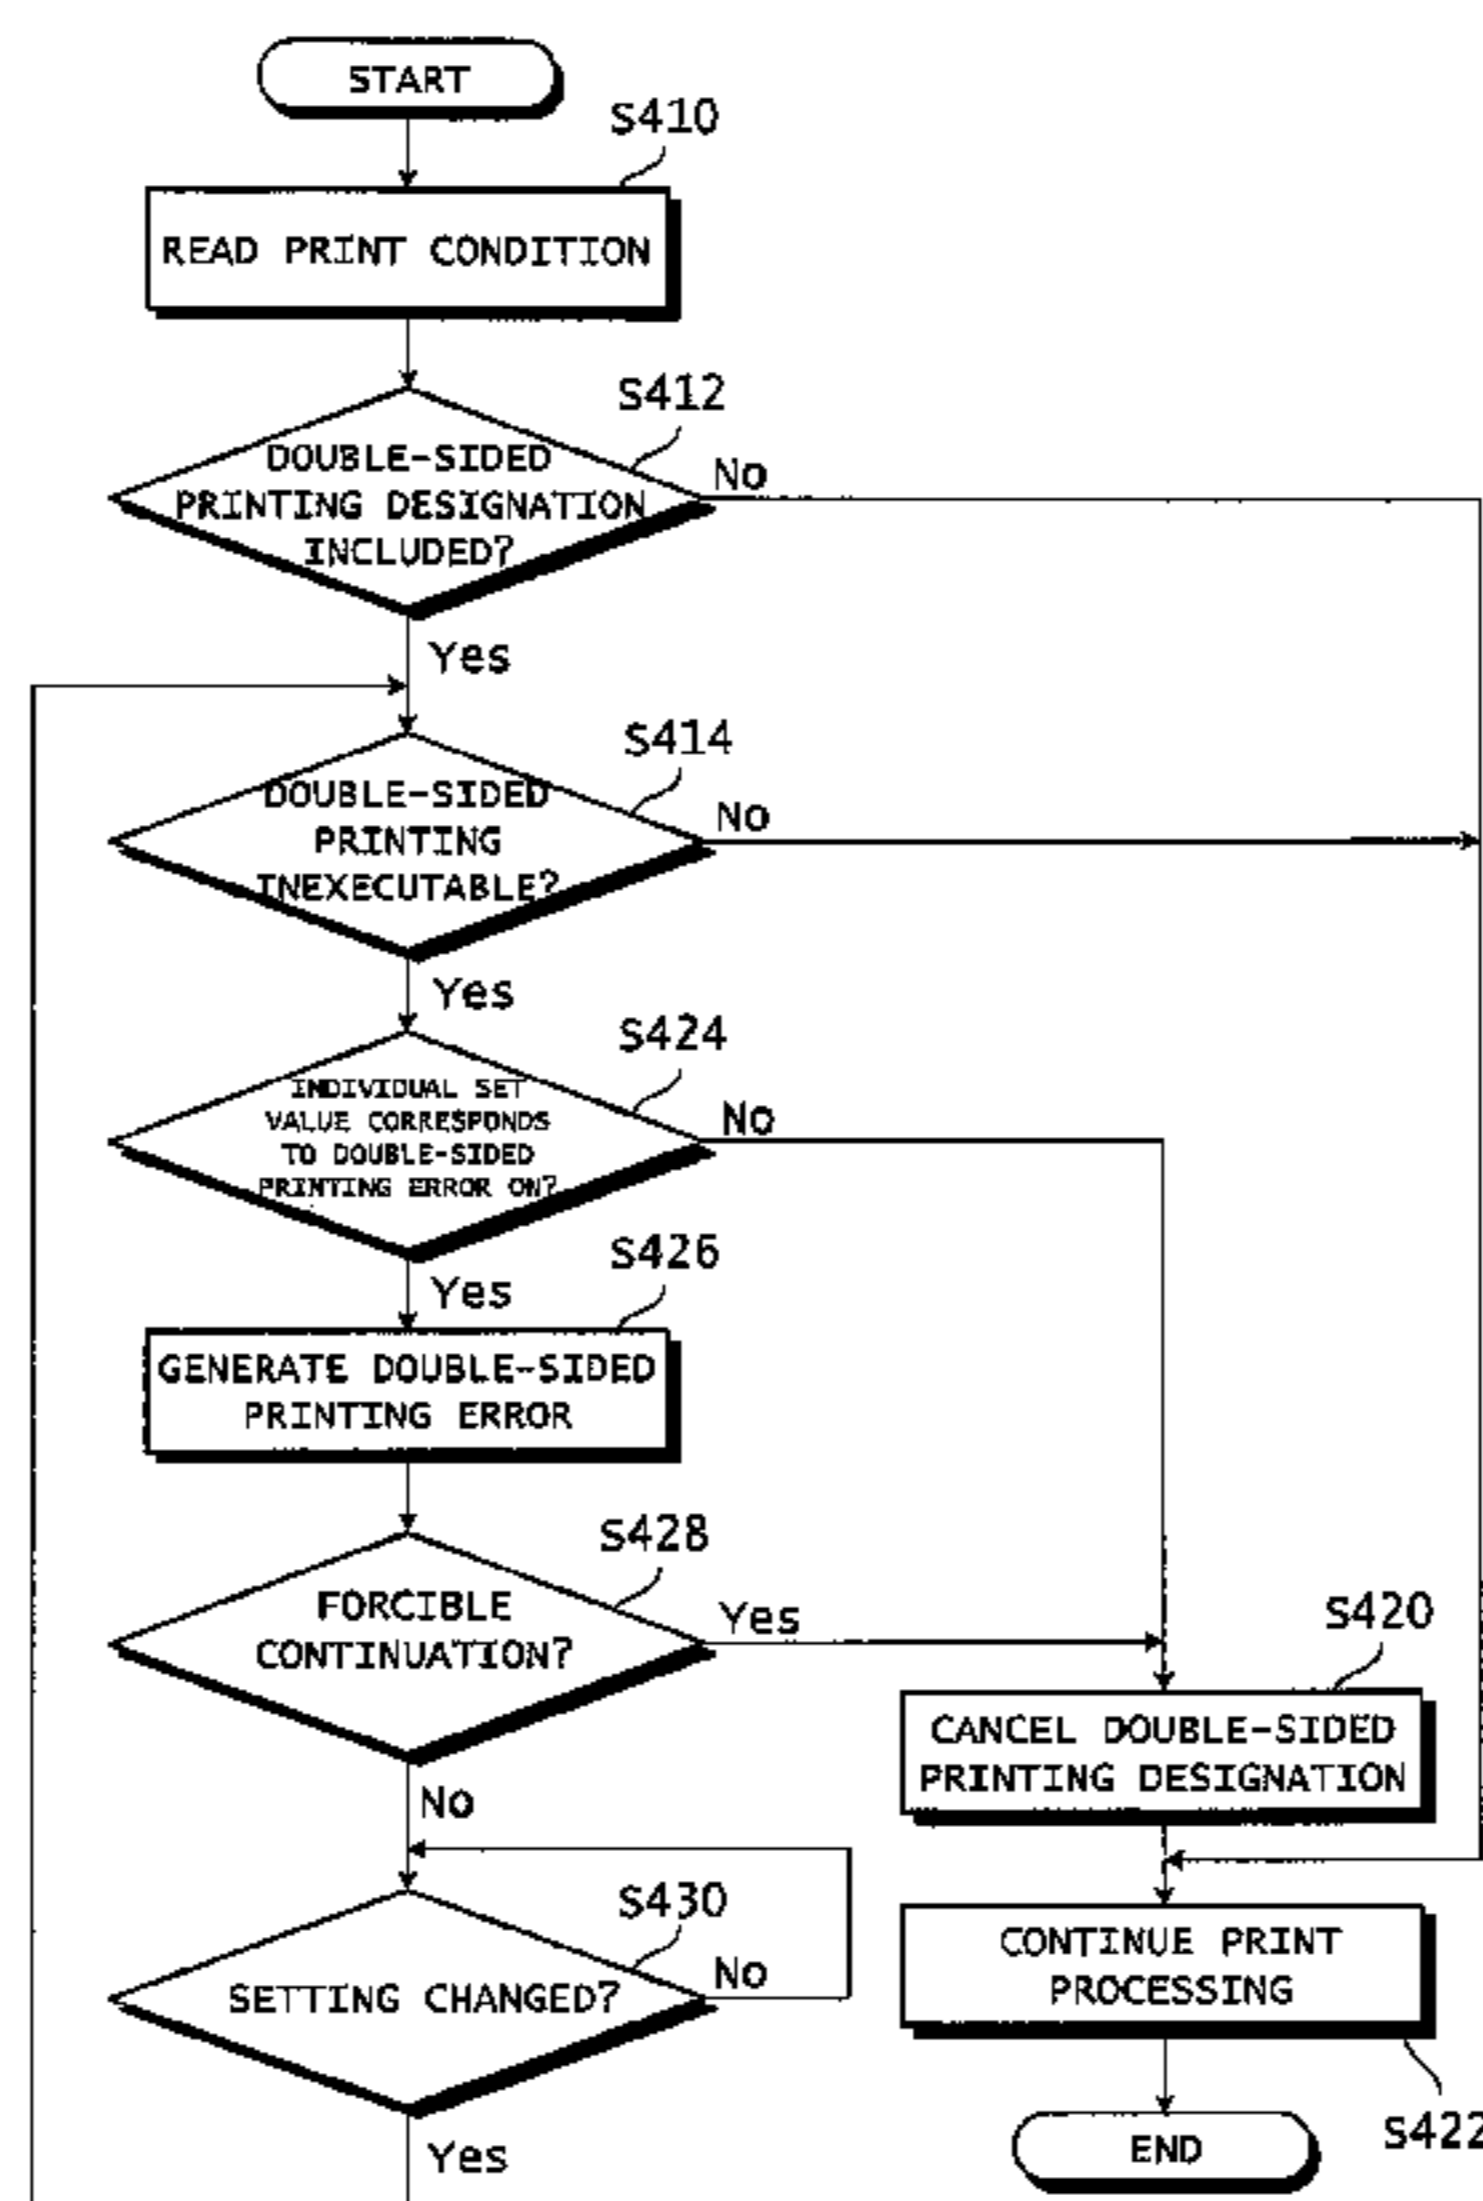 START
S410
READ PRINT CONDITION
S412
DOUBLE-SIDED
PRINTING DESIGNATION
INCLUDED?
No
Yes
S414
DOUBLE-SIDED
PRINTING
INEXECUTABLE?
No
Yes
S424
INDIVIDUAL SET
VALUE CORRESPONDS
TO DOUBLE-SIDED
PRINTING ERROR ON?
No
Yes
S426
GENERATE DOUBLE-SIDED
PRINTING ERROR
S428
FORCIBLE
CONTINUATION?
Yes
No
S420
CANCEL DOUBLE-SIDED
PRINTING DESIGNATION
S430
SETTING CHANGED?
No
Yes
CONTINUE PRINT
PROCESSING
S422
END